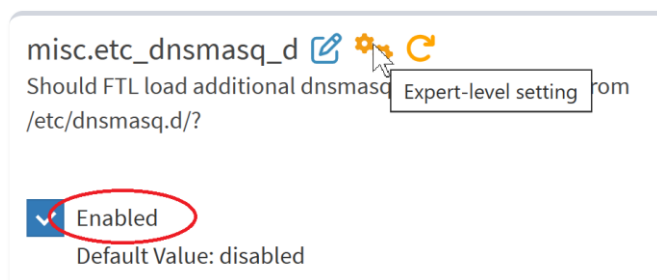 misc.etc_dnsmasq_d
Should FTL load additional dnsmasq rom
Expert-level setting
/etc/dnsmasq.d/?
Enabled
Default Value: disabled